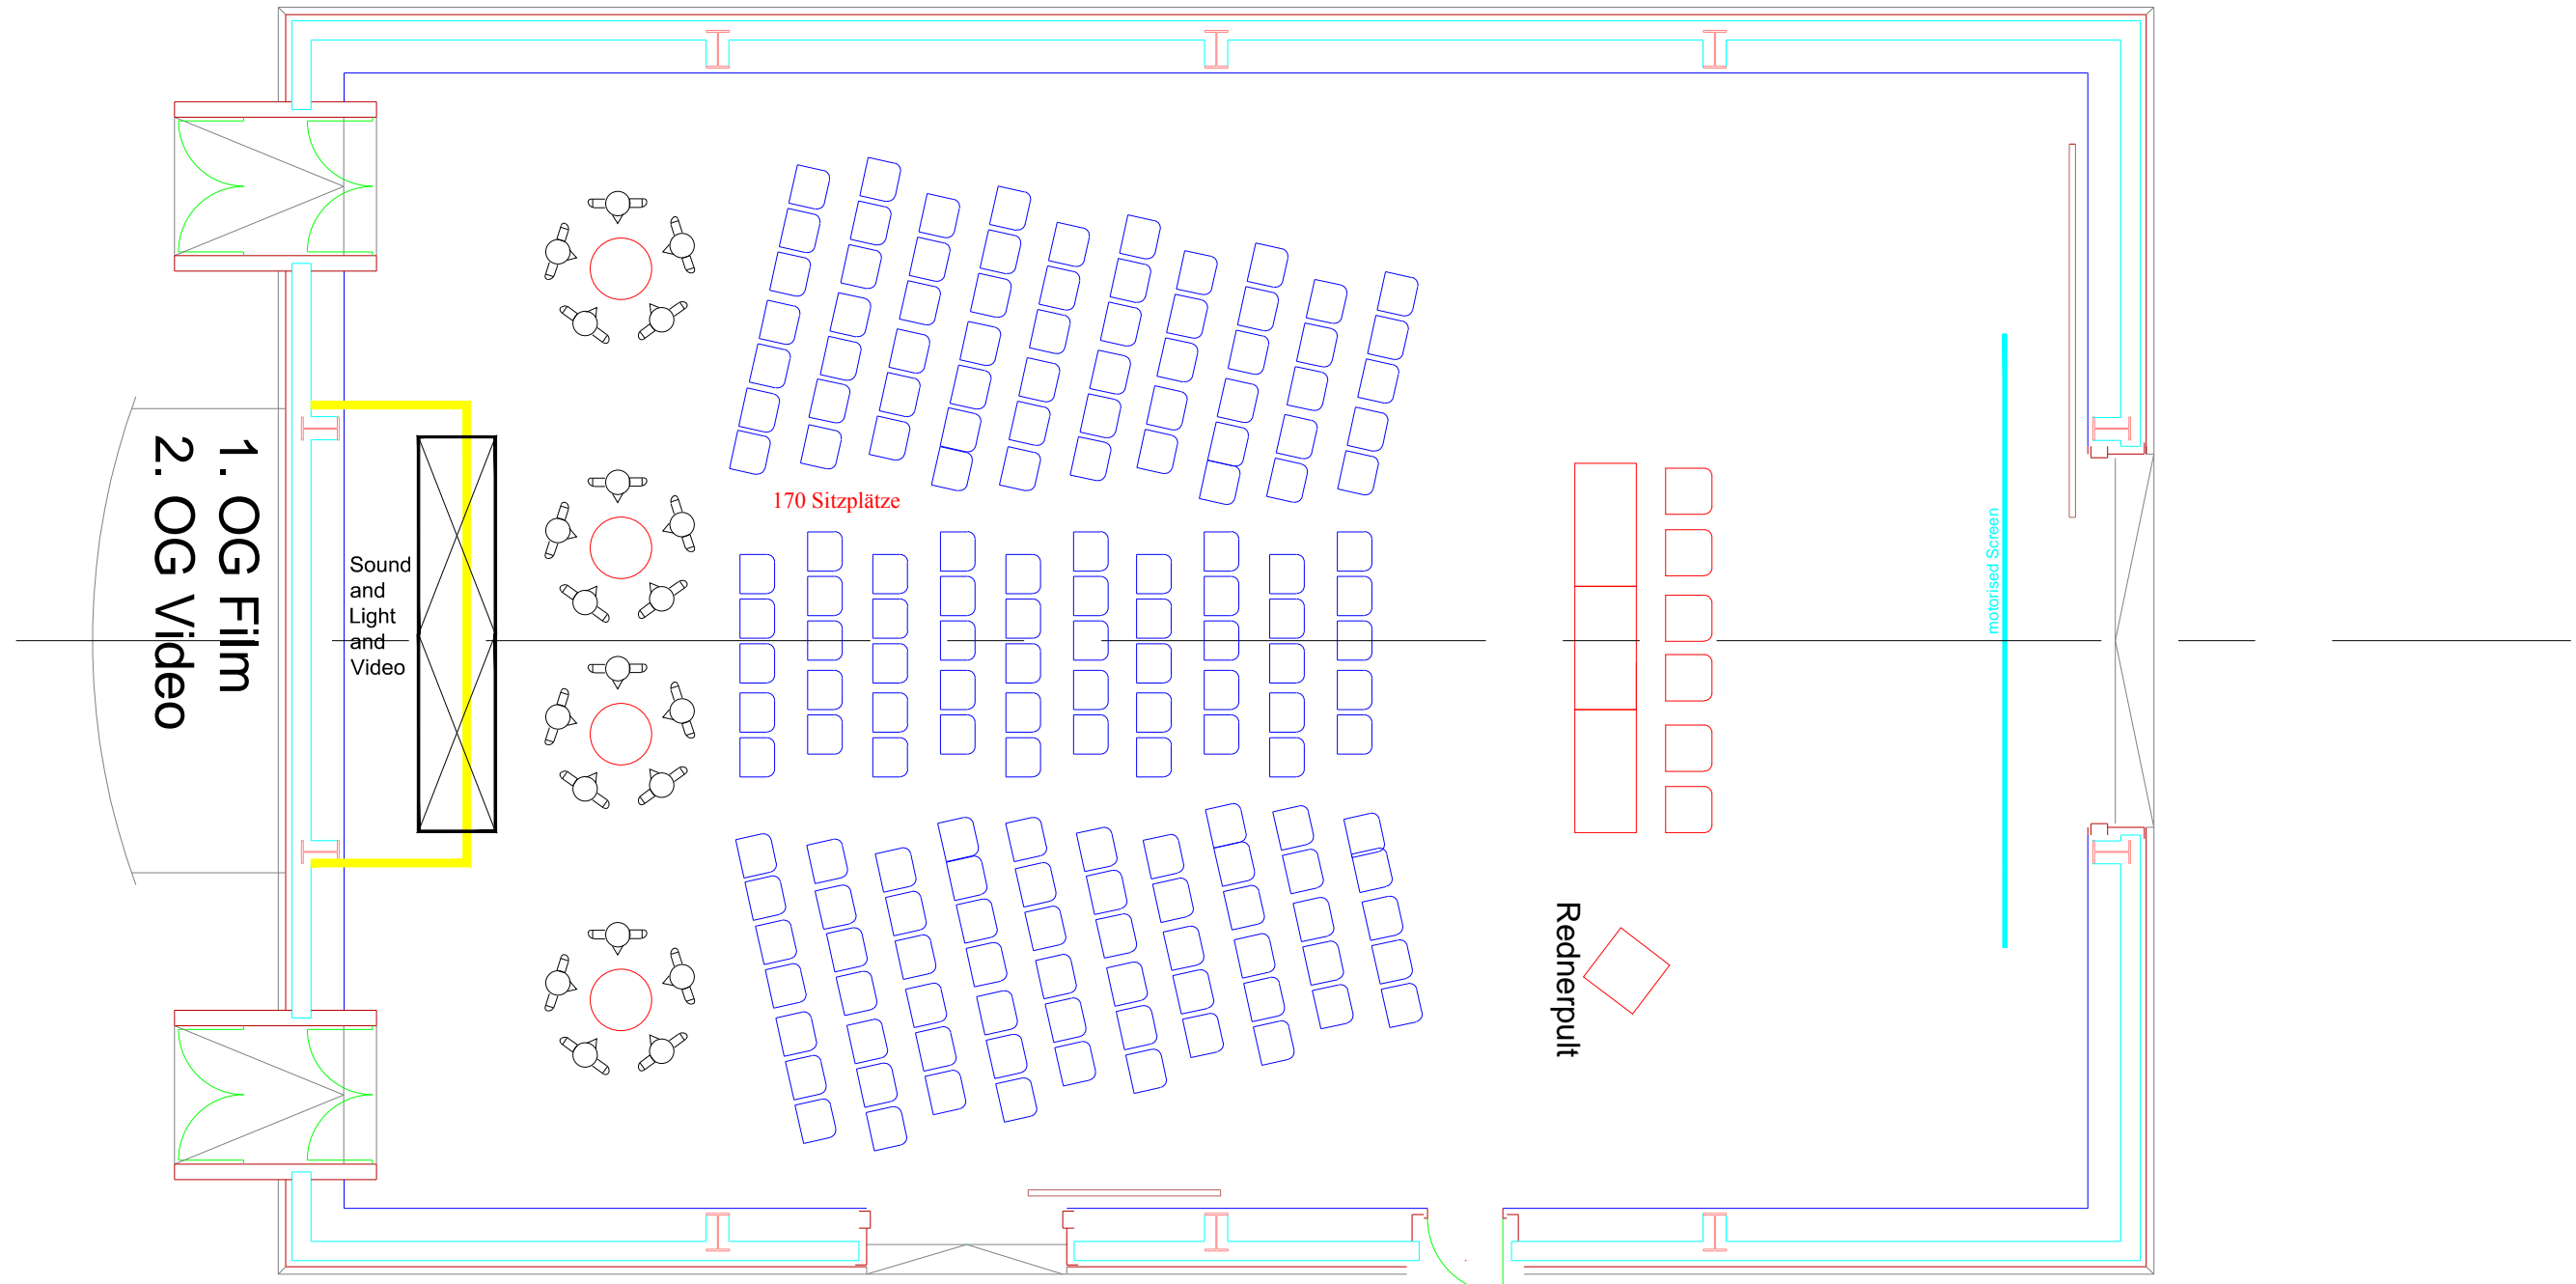 1. OG Film
2. OG Video
Sound
and
Light
and
Video
170 Sitzplätze
Rednerpult
motorised Screen